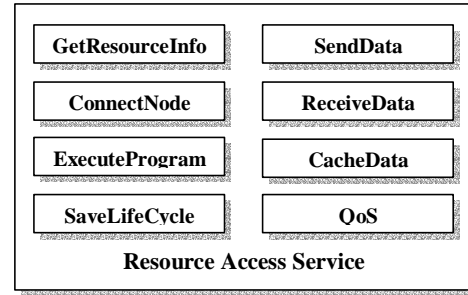 GetResourceInfo
SendData
ConnectNode
ReceiveData
ExecuteProgram
CacheData
SaveLifeCycle
QoS
Resource Access Service